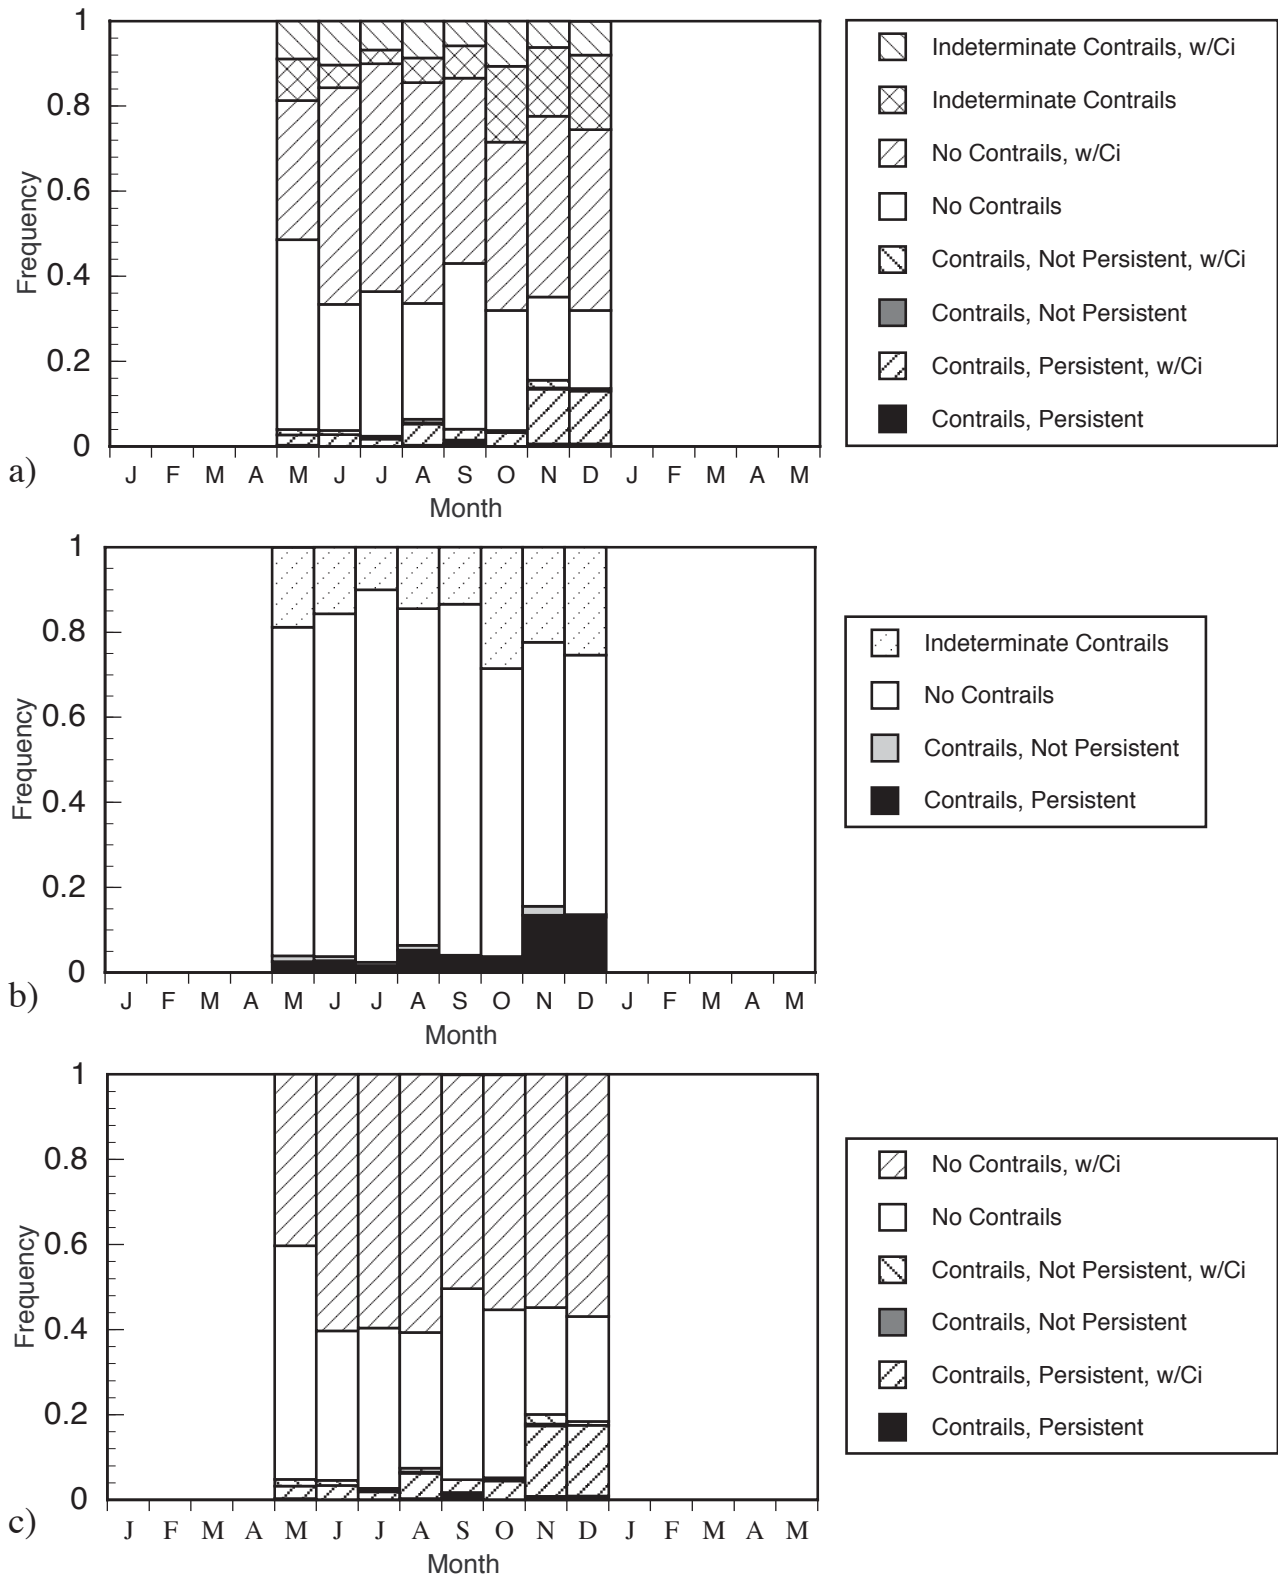 1
0.8
0.6
0.4
0.2
0
Frequency
J F M A M J J A S O N D J F M A M
Month
a)
Indeterminate Contrails, w/Ci
Indeterminate Contrails
No Contrails, w/Ci
No Contrails
Contrails, Not Persistent, w/Ci
Contrails, Not Persistent
Contrails, Persistent, w/Ci
Contrails, Persistent
1
0.8
0.6
0.4
0.2
0
Frequency
J F M A M J J A S O N D J F M A M
Month
b)
Indeterminate Contrails
No Contrails
Contrails, Not Persistent
Contrails, Persistent
1
0.8
0.6
0.4
0.2
0
Frequency
J F M A M J J A S O N D J F M A M
Month
c)
No Contrails, w/Ci
No Contrails
Contrails, Not Persistent, w/Ci
Contrails, Not Persistent
Contrails, Persistent, w/Ci
Contrails, Persistent